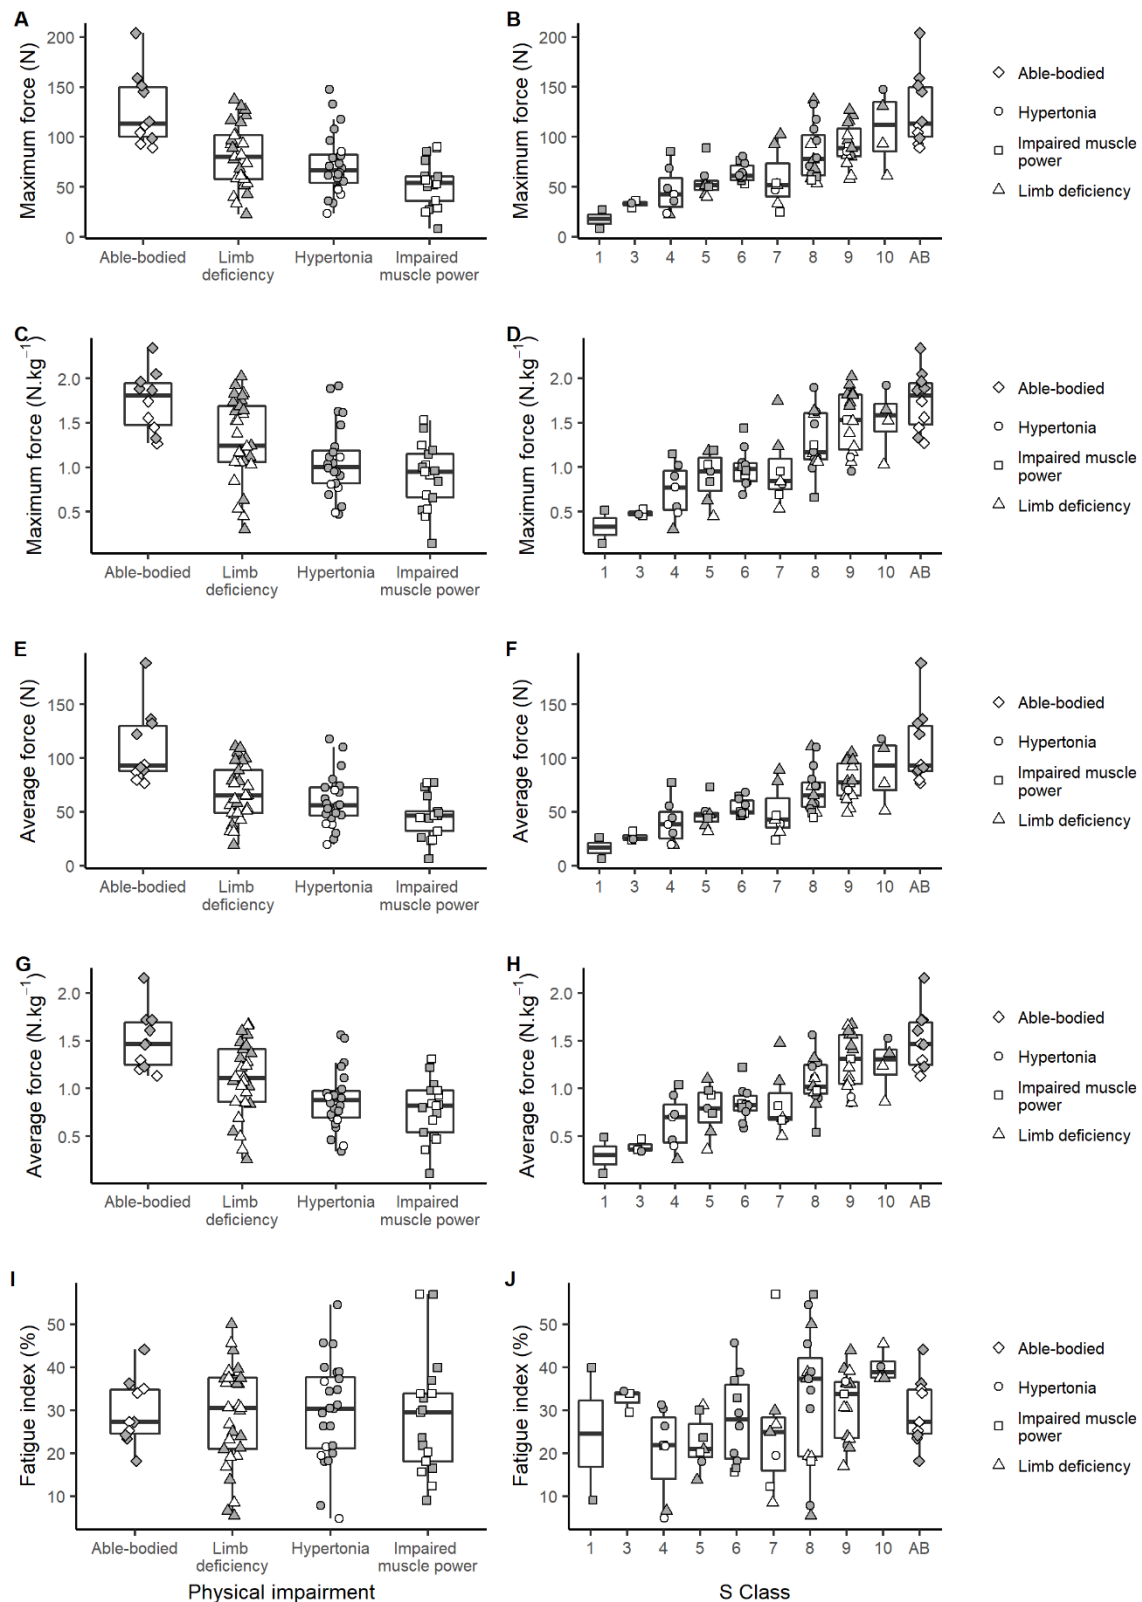 A
Maximum force (N)
200
150
100
50
0
Able-bodied
Limb
deficiency
Hypertonia
Impaired
muscle power
B
Maximum force (N)
200
150
100
50
0
1 3 4 5 6 7 8 9 10 AB
Able-bodied
Hypertonia
Impaired muscle
power
Limb deficiency
C
Maximum force (N.kg⁻¹)
2.0
1.5
1.0
0.5
Able-bodied
Limb
deficiency
Hypertonia
Impaired
muscle power
D
Maximum force (N.kg⁻¹)
2.0
1.5
1.0
0.5
1 3 4 5 6 7 8 9 10 AB
Able-bodied
Hypertonia
Impaired muscle
power
Limb deficiency
E
Average force (N)
150
100
50
0
Able-bodied
Limb
deficiency
Hypertonia
Impaired
muscle power
F
Average force (N)
150
100
50
0
1 3 4 5 6 7 8 9 10 AB
Able-bodied
Hypertonia
Impaired muscle
power
Limb deficiency
G
Average force (N.kg⁻¹)
2.0
1.5
1.0
0.5
Able-bodied
Limb
deficiency
Hypertonia
Impaired
muscle power
H
Average force (N.kg⁻¹)
2.0
1.5
1.0
0.5
1 3 4 5 6 7 8 9 10 AB
Able-bodied
Hypertonia
Impaired muscle
power
Limb deficiency
I
Fatigue index (%)
50
40
30
20
10
Able-bodied
Limb
deficiency
Hypertonia
Impaired
muscle power
Physical impairment
J
Fatigue index (%)
50
40
30
20
10
1 3 4 5 6 7 8 9 10 AB
S Class
Able-bodied
Hypertonia
Impaired muscle
power
Limb deficiency